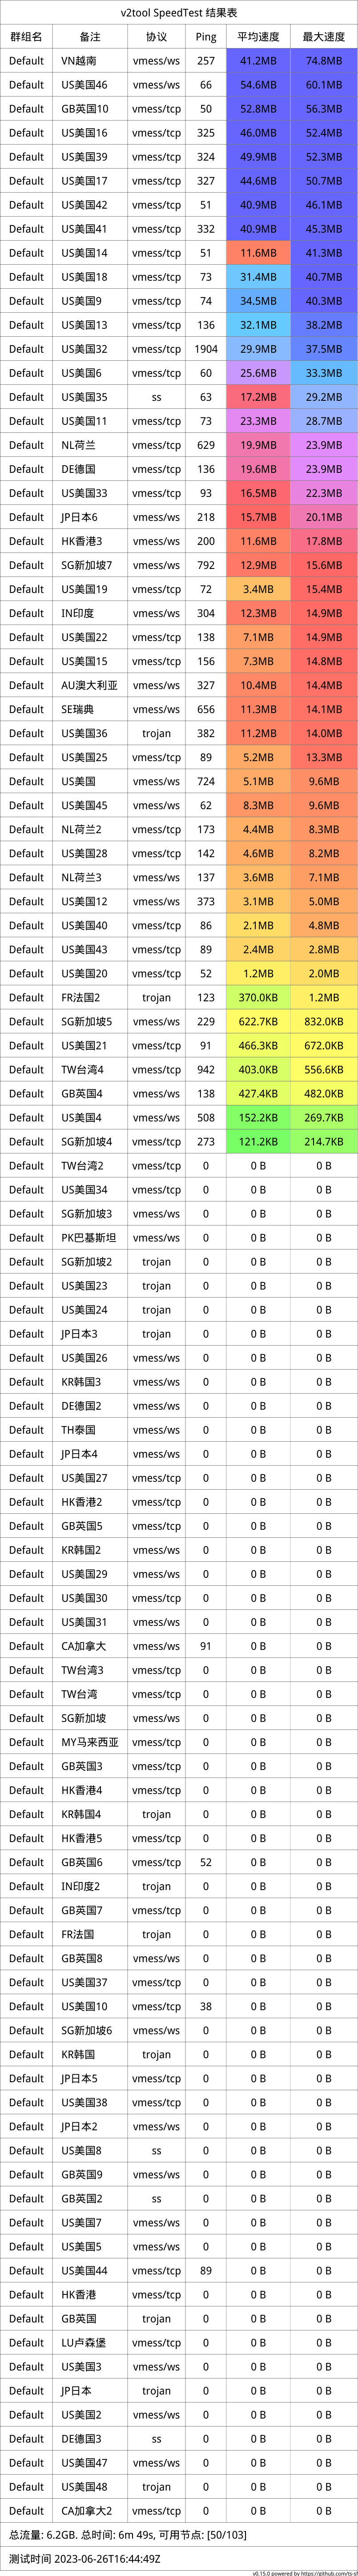 v2tool SpeedTest 结果表
群组名 备注 协议 Ping 平均速度 最大速度
Default VN越南 vmess/ws 257 41.2MB 74.8MB
Default US美国46 vmess/ws 66 54.6MB 60.1MB
Default GB英国10 vmess/tcp 50 52.8MB 56.3MB
Default US美国16 vmess/tcp 325 46.0MB 52.4MB
Default US美国39 vmess/tcp 324 49.9MB 52.3MB
Default US美国17 vmess/tcp 327 44.6MB 50.7MB
Default US美国42 vmess/tcp 51 40.9MB 46.1MB
Default US美国41 vmess/ws 332 40.9MB 45.3MB
Default US美国14 vmess/tcp 51 11.6MB 41.3MB
Default US美国18 vmess/tcp 73 31.4MB 40.7MB
Default US美国9 vmess/tcp 74 34.5MB 40.3MB
Default US美国13 vmess/tcp 136 32.1MB 38.2MB
Default US美国32 vmess/tcp 1904 29.9MB 37.5MB
Default US美国6 vmess/tcp 60 25.6MB 33.3MB
Default US美国35 ss 63 17.2MB 29.2MB
Default US美国11 vmess/tcp 73 23.3MB 28.7MB
Default NL荷兰 vmess/tcp 629 19.9MB 23.9MB
Default DE德国 vmess/tcp 136 19.6MB 23.9MB
Default US美国33 vmess/tcp 93 16.5MB 22.3MB
Default JP日本6 vmess/ws 218 15.7MB 20.1MB
Default HK香港3 vmess/ws 200 11.6MB 17.8MB
Default SG新加坡7 vmess/ws 792 12.9MB 15.6MB
Default US美国19 vmess/tcp 72 3.4MB 15.4MB
Default IN印度 vmess/ws 304 12.3MB 14.9MB
Default US美国22 vmess/tcp 138 7.1MB 14.9MB
Default US美国15 vmess/tcp 156 7.3MB 14.8MB
Default AU澳大利亚 vmess/ws 327 10.4MB 14.4MB
Default SE瑞典 vmess/ws 656 11.3MB 14.1MB
Default US美国36 trojan 382 11.2MB 14.0MB
Default US美国25 vmess/tcp 89 5.2MB 13.3MB
Default US美国 vmess/ws 724 5.1MB 9.6MB
Default US美国45 vmess/ws 62 8.3MB 9.6MB
Default NL荷兰2 vmess/tcp 173 4.4MB 8.3MB
Default US美国28 vmess/tcp 142 4.6MB 8.2MB
Default NL荷兰3 vmess/ws 137 3.6MB 7.1MB
Default US美国12 vmess/ws 373 3.1MB 5.0MB
Default US美国40 vmess/tcp 86 2.1MB 4.8MB
Default US美国43 vmess/tcp 89 2.4MB 2.8MB
Default US美国20 vmess/tcp 52 1.2MB 2.0MB
Default FR法国2 trojan 123 370.0KB 1.2MB
Default SG新加坡5 vmess/ws 229 622.7KB 832.0KB
Default US美国21 vmess/tcp 91 466.3KB 672.0KB
Default TW台湾4 vmess/tcp 942 403.0KB 556.6KB
Default GB英国4 vmess/ws 138 427.4KB 482.0KB
Default US美国4 vmess/ws 508 152.2KB 269.7KB
Default SG新加坡4 vmess/tcp 273 121.2KB 214.7KB
Default TW台湾2 vmess/ws 0 0 B 0 B
Default US美国34 vmess/ws 0 0 B 0 B
Default SG新加坡3 vmess/ws 0 0 B 0 B
Default PK巴基斯坦 vmess/ws 0 0 B 0 B
Default SG新加坡2 trojan 0 0 B 0 B
Default US美国23 trojan 0 0 B 0 B
Default US美国24 trojan 0 0 B 0 B
Default JP日本3 trojan 0 0 B 0 B
Default US美国26 vmess/ws 0 0 B 0 B
Default KR韩国3 vmess/ws 0 0 B 0 B
Default DE德国2 vmess/ws 0 0 B 0 B
Default TH泰国 vmess/ws 0 0 B 0 B
Default JP日本4 vmess/ws 0 0 B 0 B
Default US美国27 vmess/tcp 0 0 B 0 B
Default HK香港2 vmess/tcp 0 0 B 0 B
Default GB英国5 vmess/tcp 0 0 B 0 B
Default KR韩国2 vmess/ws 0 0 B 0 B
Default US美国29 vmess/ws 0 0 B 0 B
Default US美国30 vmess/ws 0 0 B 0 B
Default US美国31 vmess/ws 0 0 B 0 B
Default CA加拿大 vmess/ws 91 0 B 0 B
Default TW台湾3 vmess/tcp 0 0 B 0 B
Default TW台湾 vmess/tcp 0 0 B 0 B
Default SG新加坡 vmess/ws 0 0 B 0 B
Default MY马来西亚 vmess/tcp 0 0 B 0 B
Default GB英国3 vmess/tcp 0 0 B 0 B
Default HK香港4 vmess/tcp 0 0 B 0 B
Default KR韩国4 trojan 0 0 B 0 B
Default HK香港5 vmess/tcp 0 0 B 0 B
Default GB英国6 vmess/tcp 52 0 B 0 B
Default IN印度2 trojan 0 0 B 0 B
Default GB英国7 vmess/tcp 0 0 B 0 B
Default FR法国 trojan 0 0 B 0 B
Default GB英国8 vmess/ws 0 0 B 0 B
Default US美国37 vmess/tcp 0 0 B 0 B
Default US美国10 vmess/tcp 38 0 B 0 B
Default SG新加坡6 vmess/ws 0 0 B 0 B
Default KR韩国 trojan 0 0 B 0 B
Default JP日本5 vmess/tcp 0 0 B 0 B
Default US美国38 vmess/tcp 0 0 B 0 B
Default JP日本2 vmess/ws 0 0 B 0 B
Default US美国8 ss 0 0 B 0 B
Default GB英国9 vmess/ws 0 0 B 0 B
Default GB英国2 ss 0 0 B 0 B
Default US美国7 vmess/ws 0 0 B 0 B
Default US美国5 vmess/ws 0 0 B 0 B
Default US美国44 vmess/tcp 89 0 B 0 B
Default HK香港 vmess/tcp 0 0 B 0 B
Default GB英国 trojan 0 0 B 0 B
Default LU卢森堡 vmess/tcp 0 0 B 0 B
Default US美国3 vmess/ws 0 0 B 0 B
Default JP日本 trojan 0 0 B 0 B
Default US美国2 vmess/ws 0 0 B 0 B
Default DE德国3 ss 0 0 B 0 B
Default US美国47 vmess/ws 0 0 B 0 B
Default US美国48 trojan 0 0 B 0 B
Default CA加拿大2 vmess/tcp 0 0 B 0 B
总流量: 6.2GB. 总时间: 6m 49s, 可用节点: [50/103]
测试时间 2023-06-26T16:44:49Z
v0.15.0 powered by https://github.com/ts-sf